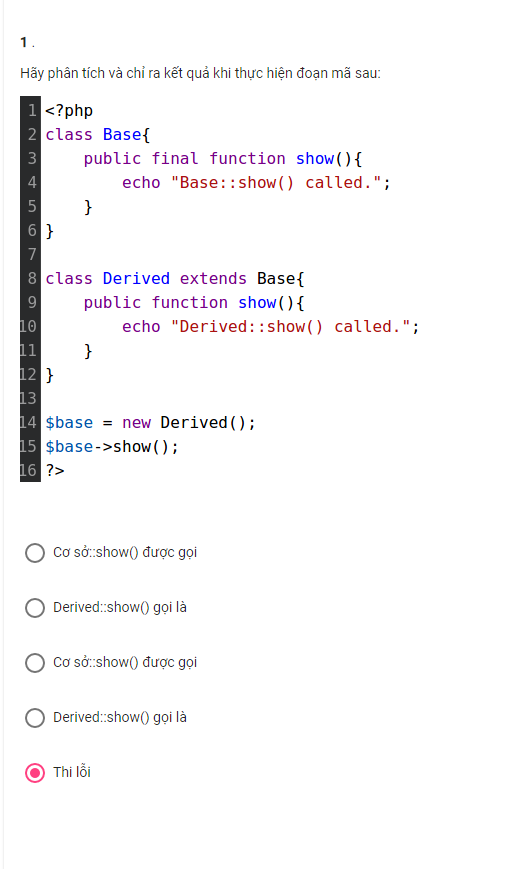 1 .
Hãy phân tích và chỉ ra kết quả khi thực hiện đoạn mã sau:
1 <?php
2 class Base{
3     public final function show(){
4         echo "Base::show() called.";
5     }
6 }
7
8 class Derived extends Base{
9     public function show(){
10         echo "Derived::show() called.";
11     }
12 }
13
14 $base = new Derived();
15 $base->show();
16 ?>
Cơ sở::show() được gọi
Derived::show() gọi là
Cơ sở::show() được gọi
Derived::show() gọi là
Thi lỗi